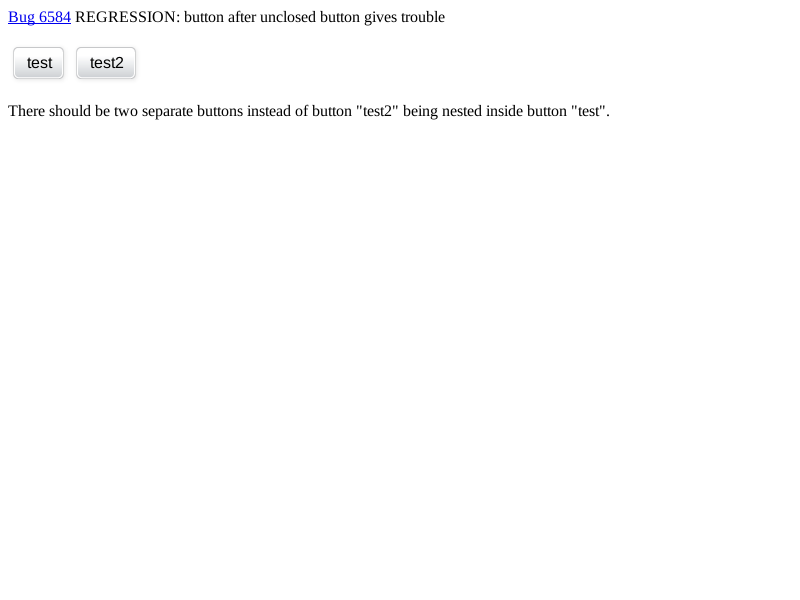 Bug 6584 REGRESSION: button after unclosed button gives trouble
test test2
There should be two separate buttons instead of button "test2" being nested inside button "test".